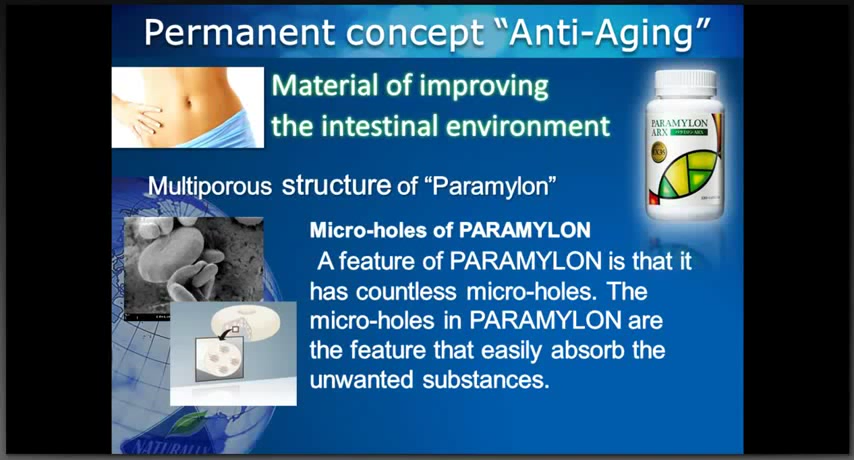 Permanent concept “Anti-Aging”
Material of improving
the intestinal environment
PARAMYLON
ARX
Multiporous structure of “Paramylon”
Micro-holes of PARAMYLON
A feature of PARAMYLON is that it
has countless micro-holes. The
micro-holes in PARAMYLON are
the feature that easily absorb the
unwanted substances.
NATURALLY